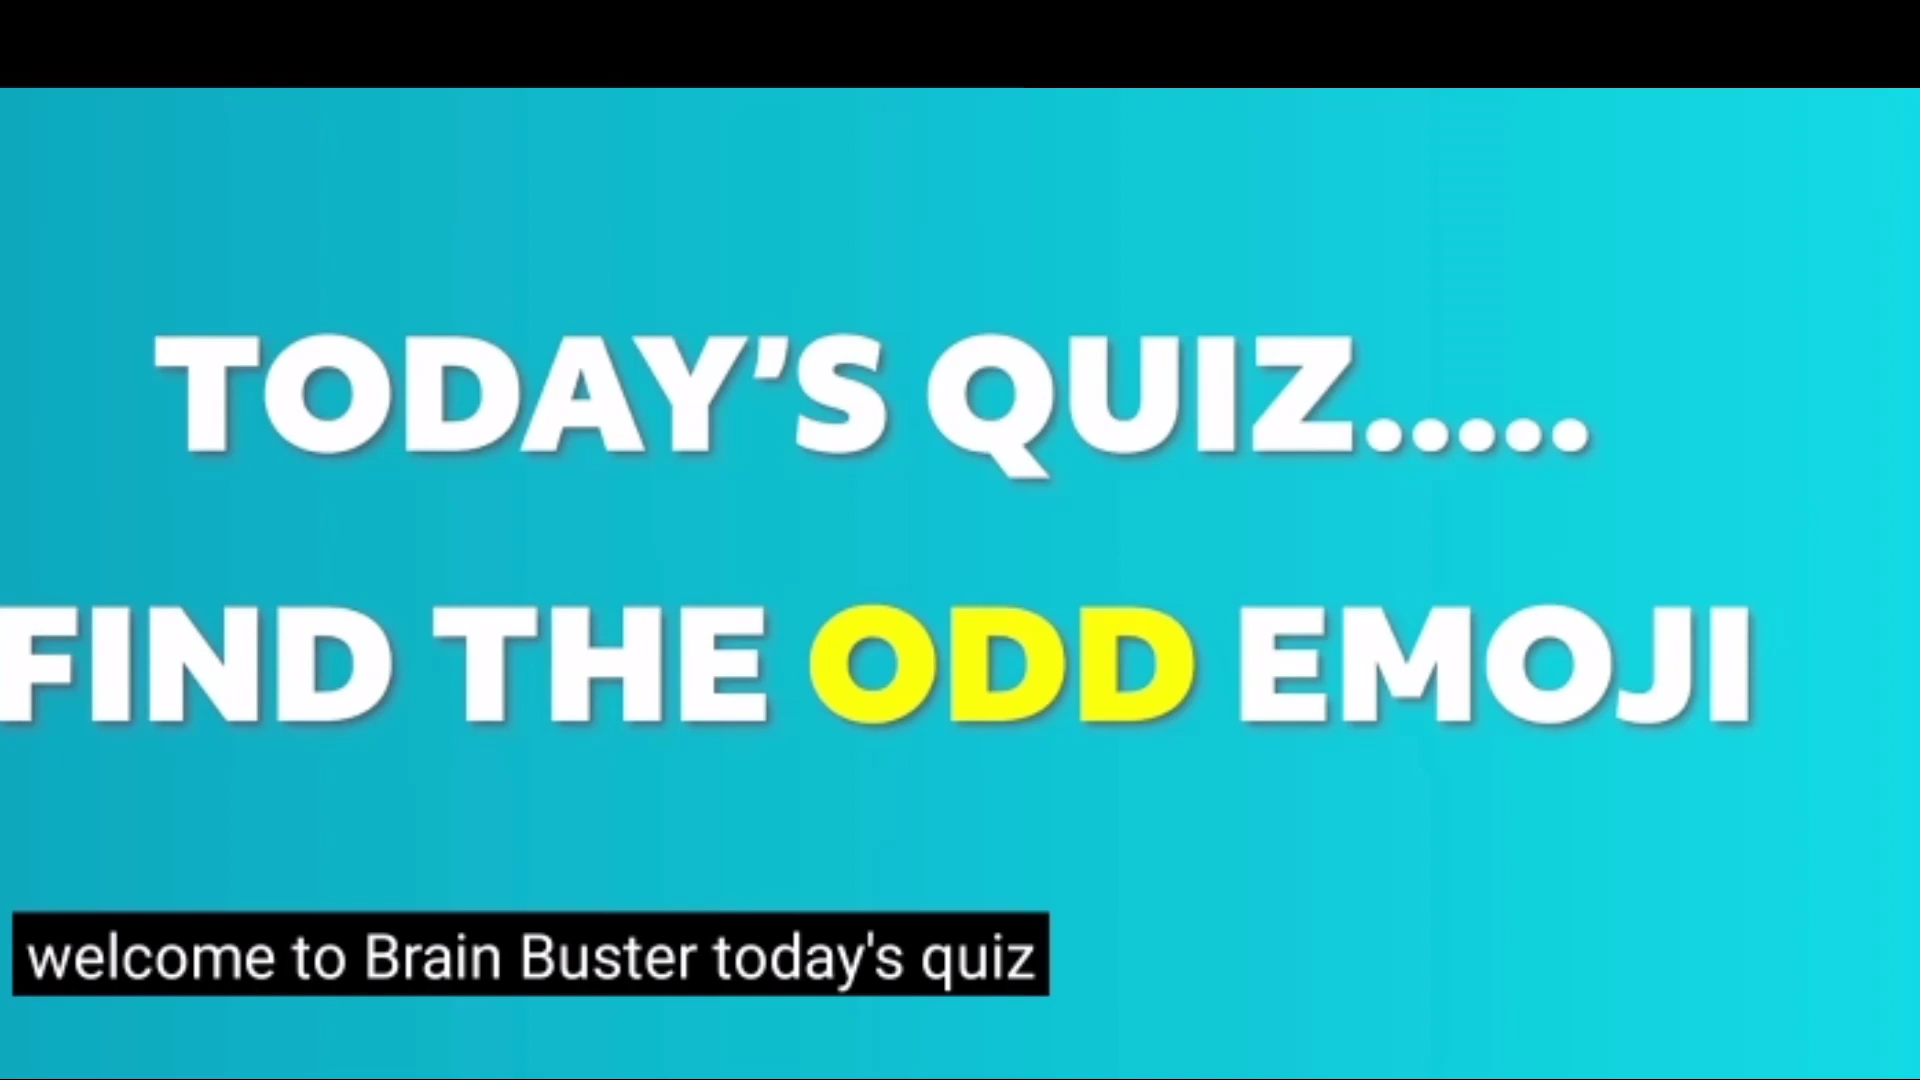 TODAY’S QUIZ.....
FIND THE ODD EMOJI
welcome to Brain Buster today's quiz